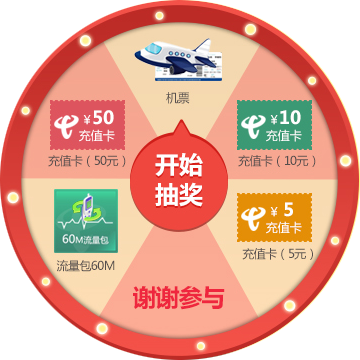 机票
¥50
充值卡
充值卡（50元）
¥10
充值卡
充值卡（10元）
开始
抽奖
60M流量包
流量包60M
¥5
充值卡
充值卡（5元）
谢谢参与